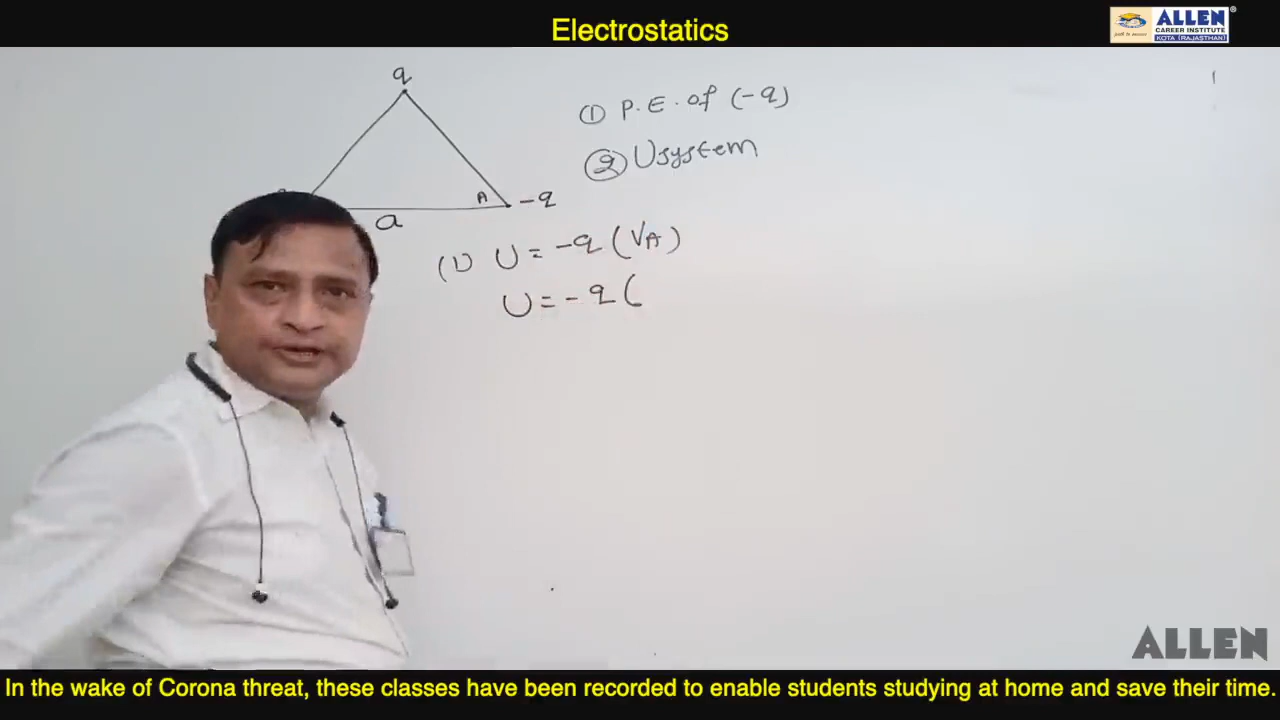 Electrostatics
ALLEN
CAREER INSTITUTE
KOTA (RAJASTHAN)
q
① P.E. of (-q)
② Usystem
A
-q
a
(1) U = -q (VA)
U = -q (
ALLEN
In the wake of Corona threat, these classes have been recorded to enable students studying at home and save their time.